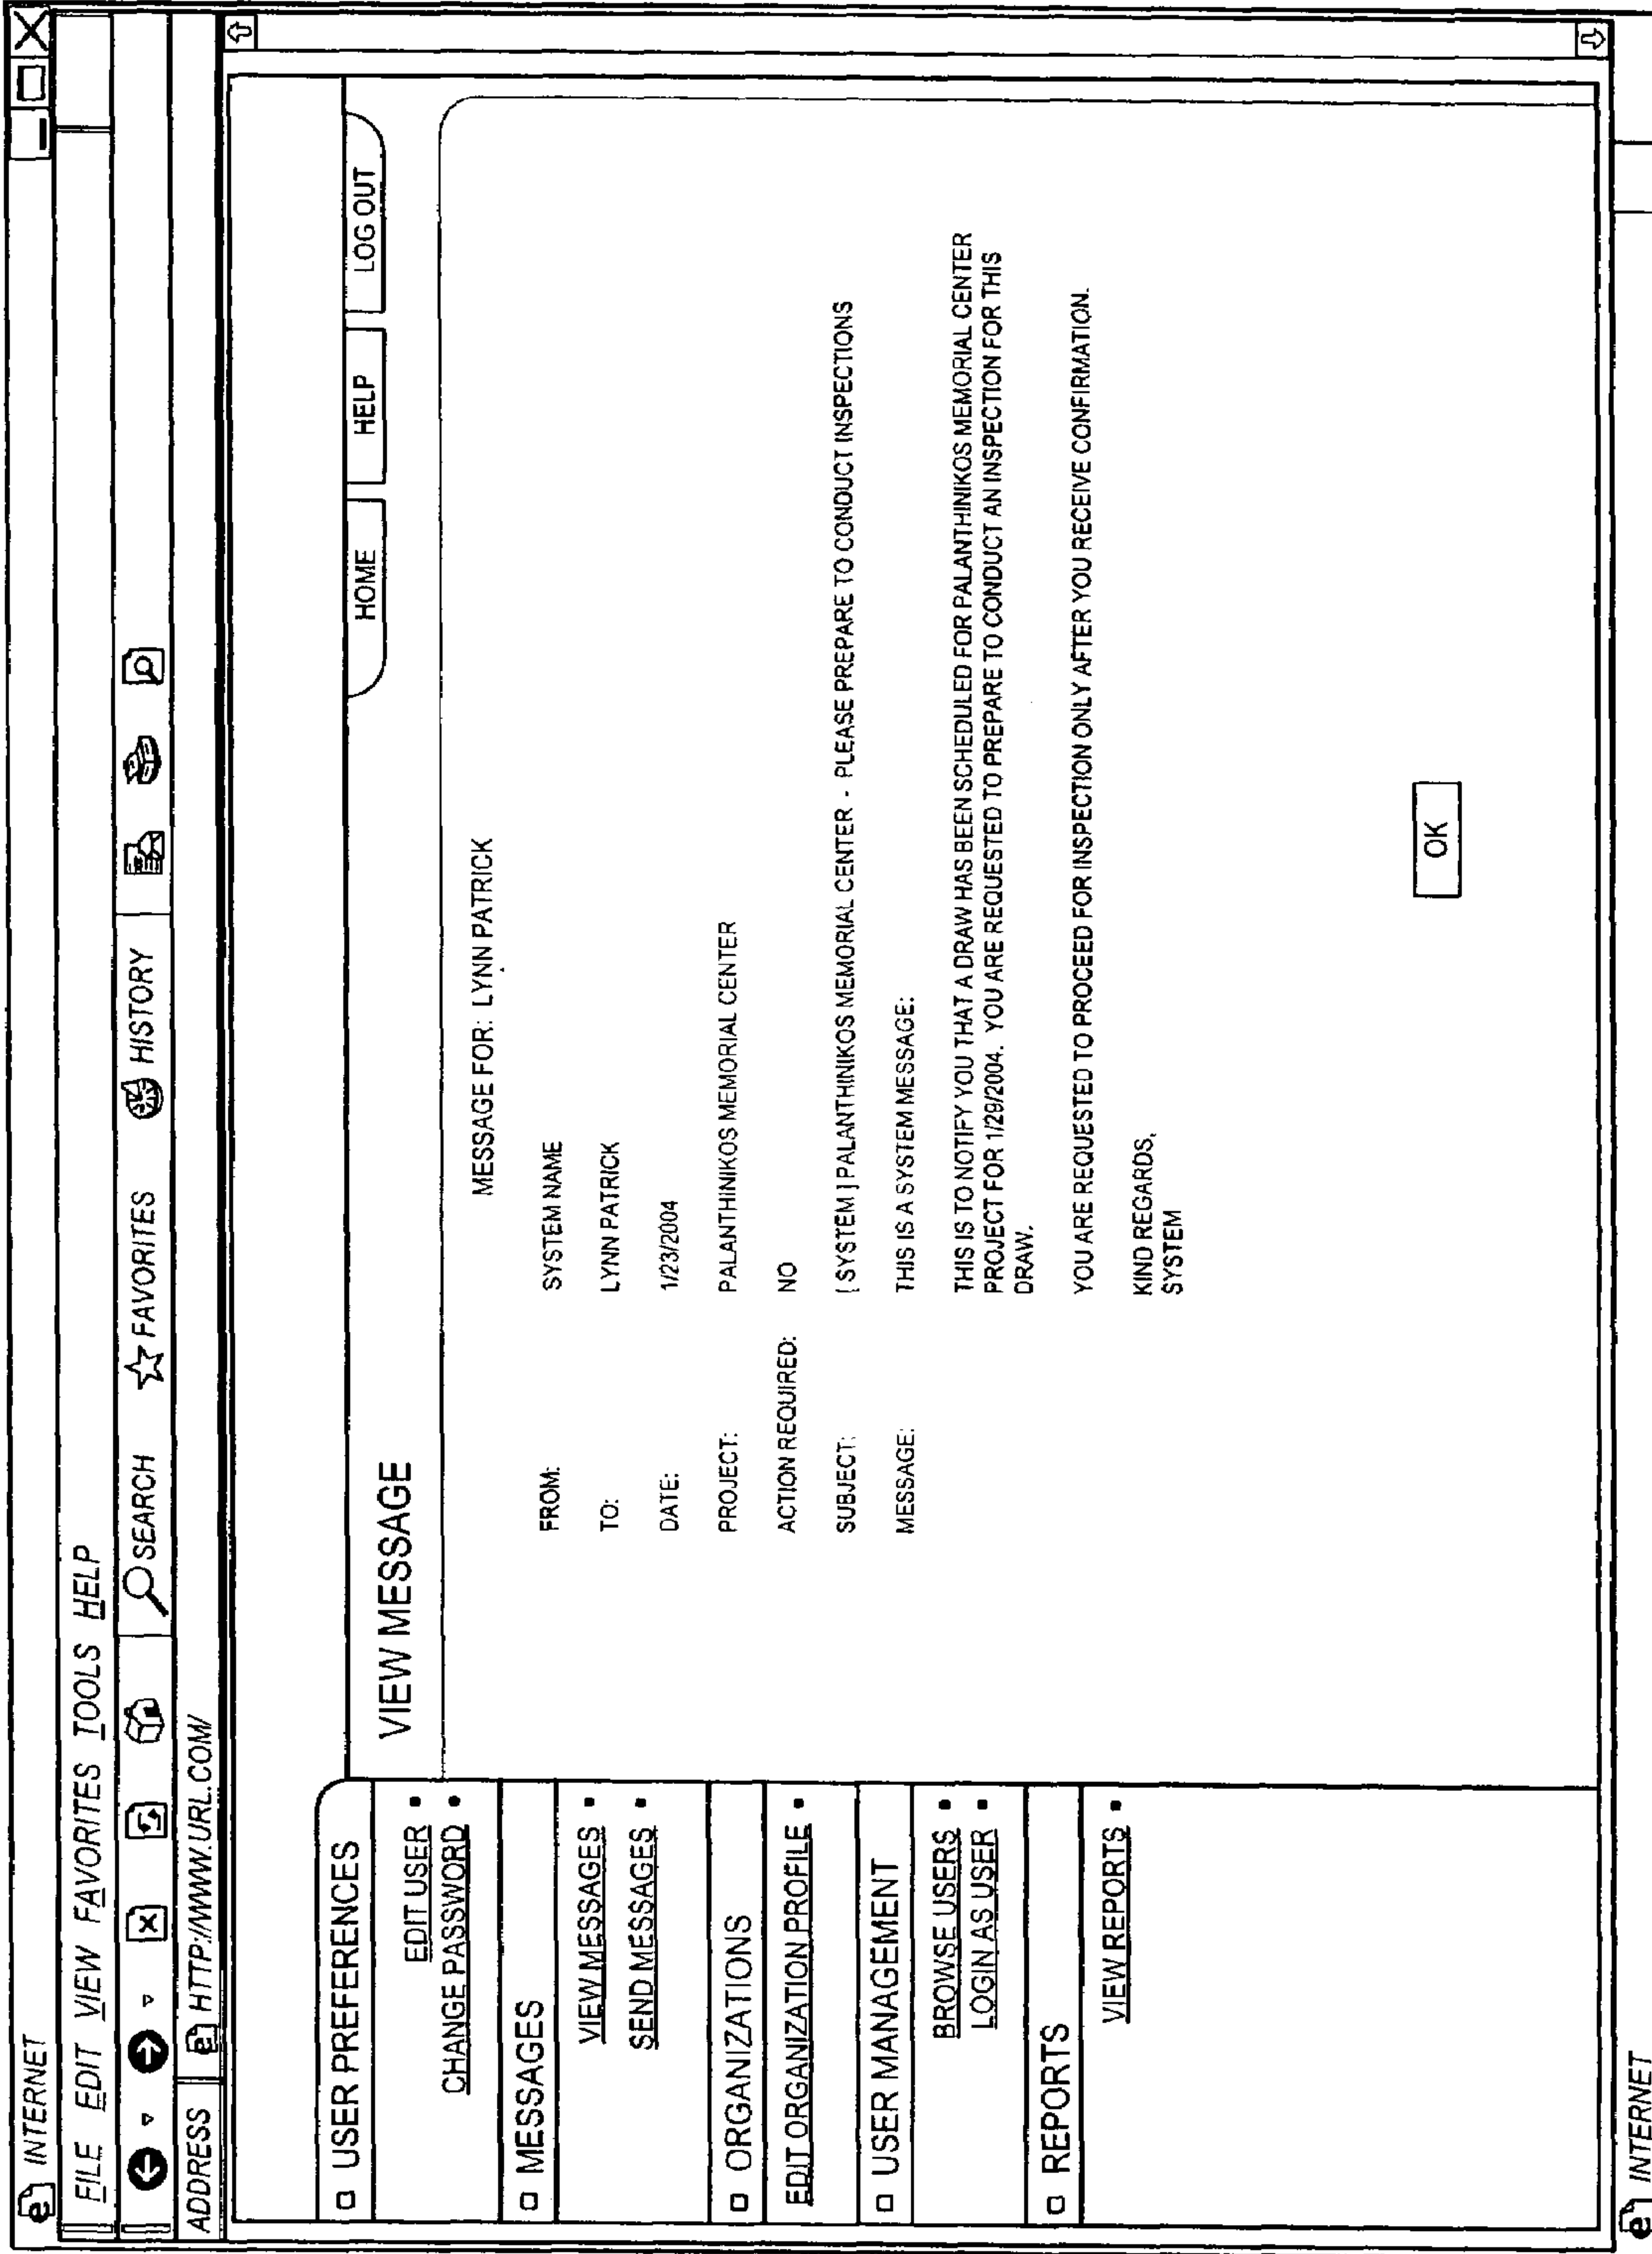 INTERNET
FILE EDIT VIEW FAVORITES TOOLS HELP
SEARCH FAVORITES HISTORY
ADDRESS HTTP://WWW.URL.COM/
HOME HELP LOG OUT
USER PREFERENCES
EDIT USER
CHANGE PASSWORD
MESSAGES
VIEW MESSAGES
SEND MESSAGES
ORGANIZATIONS
EDIT ORGANIZATION PROFILE
USER MANAGEMENT
BROWSE USERS
LOGIN AS USER
REPORTS
VIEW REPORTS
VIEW MESSAGE
MESSAGE FOR: LYNN PATRICK
FROM: SYSTEM NAME
TO: LYNN PATRICK
DATE: 1/23/2004
PROJECT: PALANTHINIKOS MEMORIAL CENTER
ACTION REQUIRED: NO
SUBJECT: [ SYSTEM ] PALANTHINIKOS MEMORIAL CENTER - PLEASE PREPARE TO CONDUCT INSPECTIONS
MESSAGE: THIS IS A SYSTEM MESSAGE:
THIS IS TO NOTIFY YOU THAT A DRAW HAS BEEN SCHEDULED FOR PALANTHINIKOS MEMORIAL CENTER
PROJECT FOR 1/29/2004. YOU ARE REQUESTED TO PREPARE TO CONDUCT AN INSPECTION FOR THIS
DRAW.
YOU ARE REQUESTED TO PROCEED FOR INSPECTION ONLY AFTER YOU RECEIVE CONFIRMATION.
KIND REGARDS,
SYSTEM
OK
INTERNET